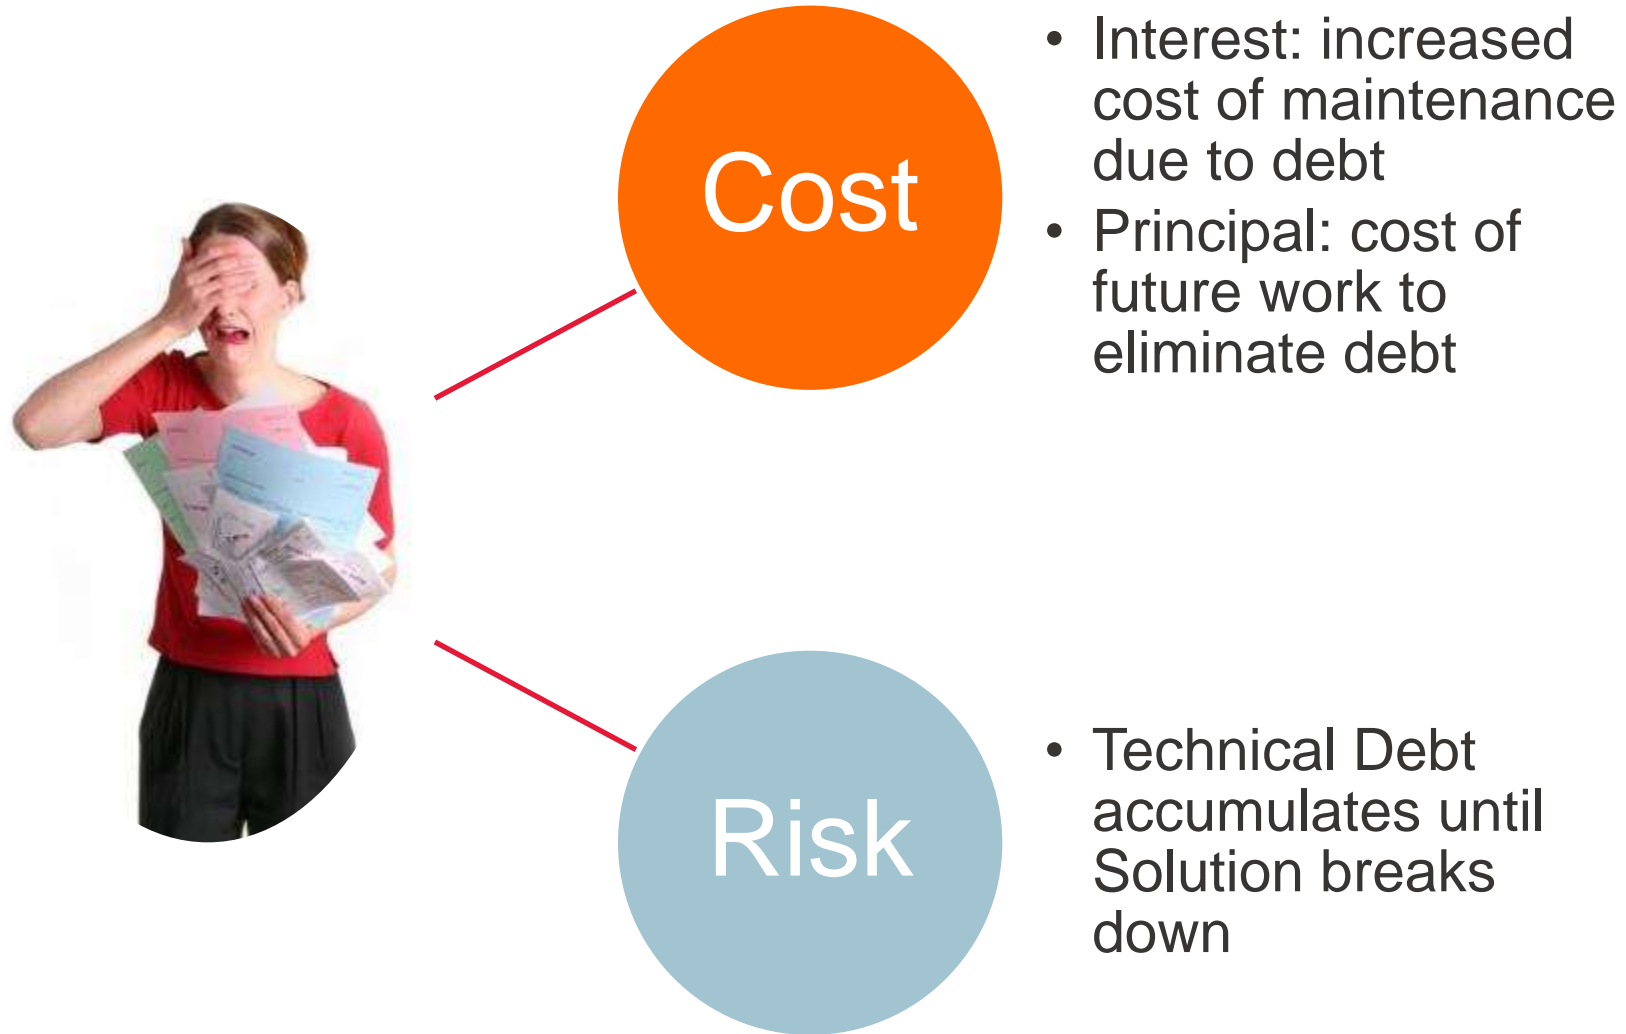 Cost
• Interest: increased
cost of maintenance
due to debt
• Principal: cost of
future work to
eliminate debt
Risk
• Technical Debt
accumulates until
Solution breaks
down